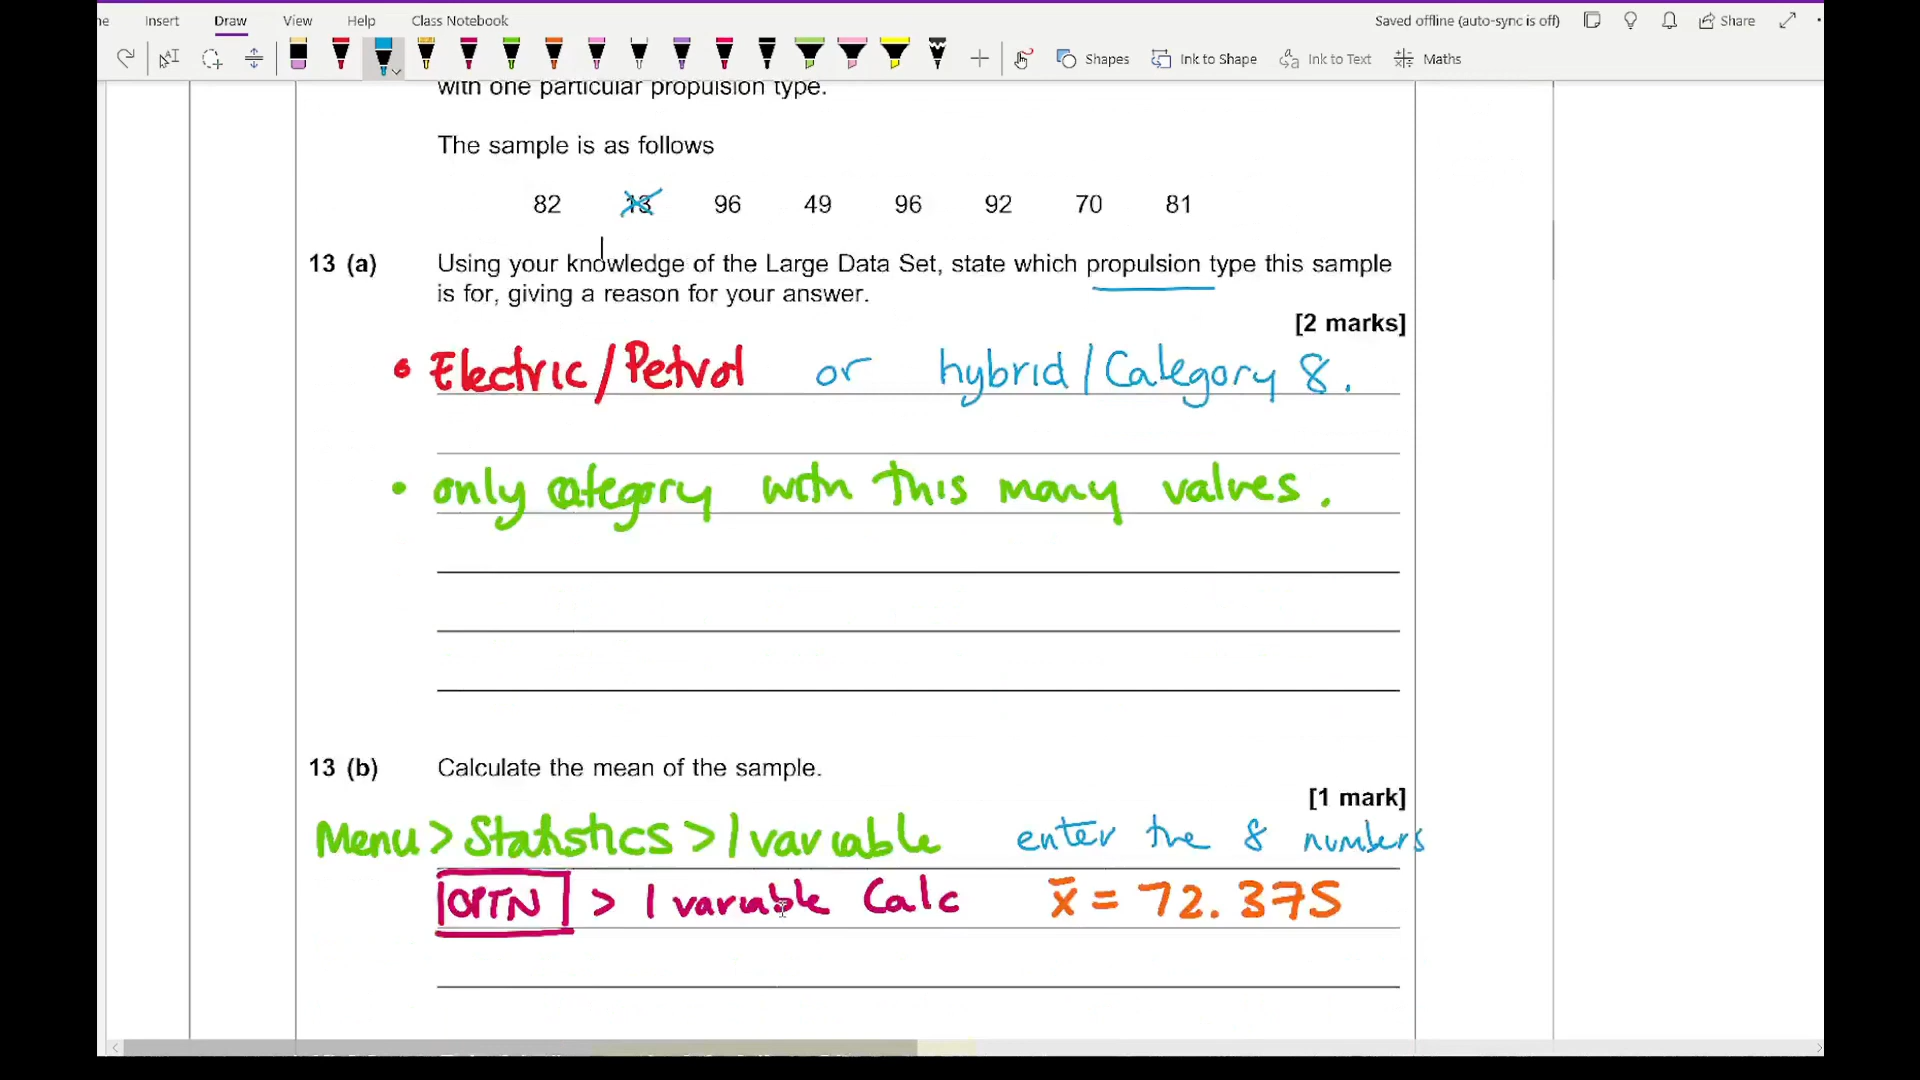 Insert Draw View Help Class Notebook Saved offline (auto-sync is off) Share
Shapes Ink to Shape Ink to Text Maths
with one particular propulsion type.
The sample is as follows
82 13 96 49 96 92 70 81
13 (a) Using your knowledge of the Large Data Set, state which propulsion type this sample
is for, giving a reason for your answer.
[2 marks]
• Electric/Petrol or hybrid/Category 8.
• only category with this many values.
13 (b) Calculate the mean of the sample.
[1 mark]
Menu > Statistics > 1 variable enter the 8 numbers
OPTN > 1 variable Calc x̄ = 72.375